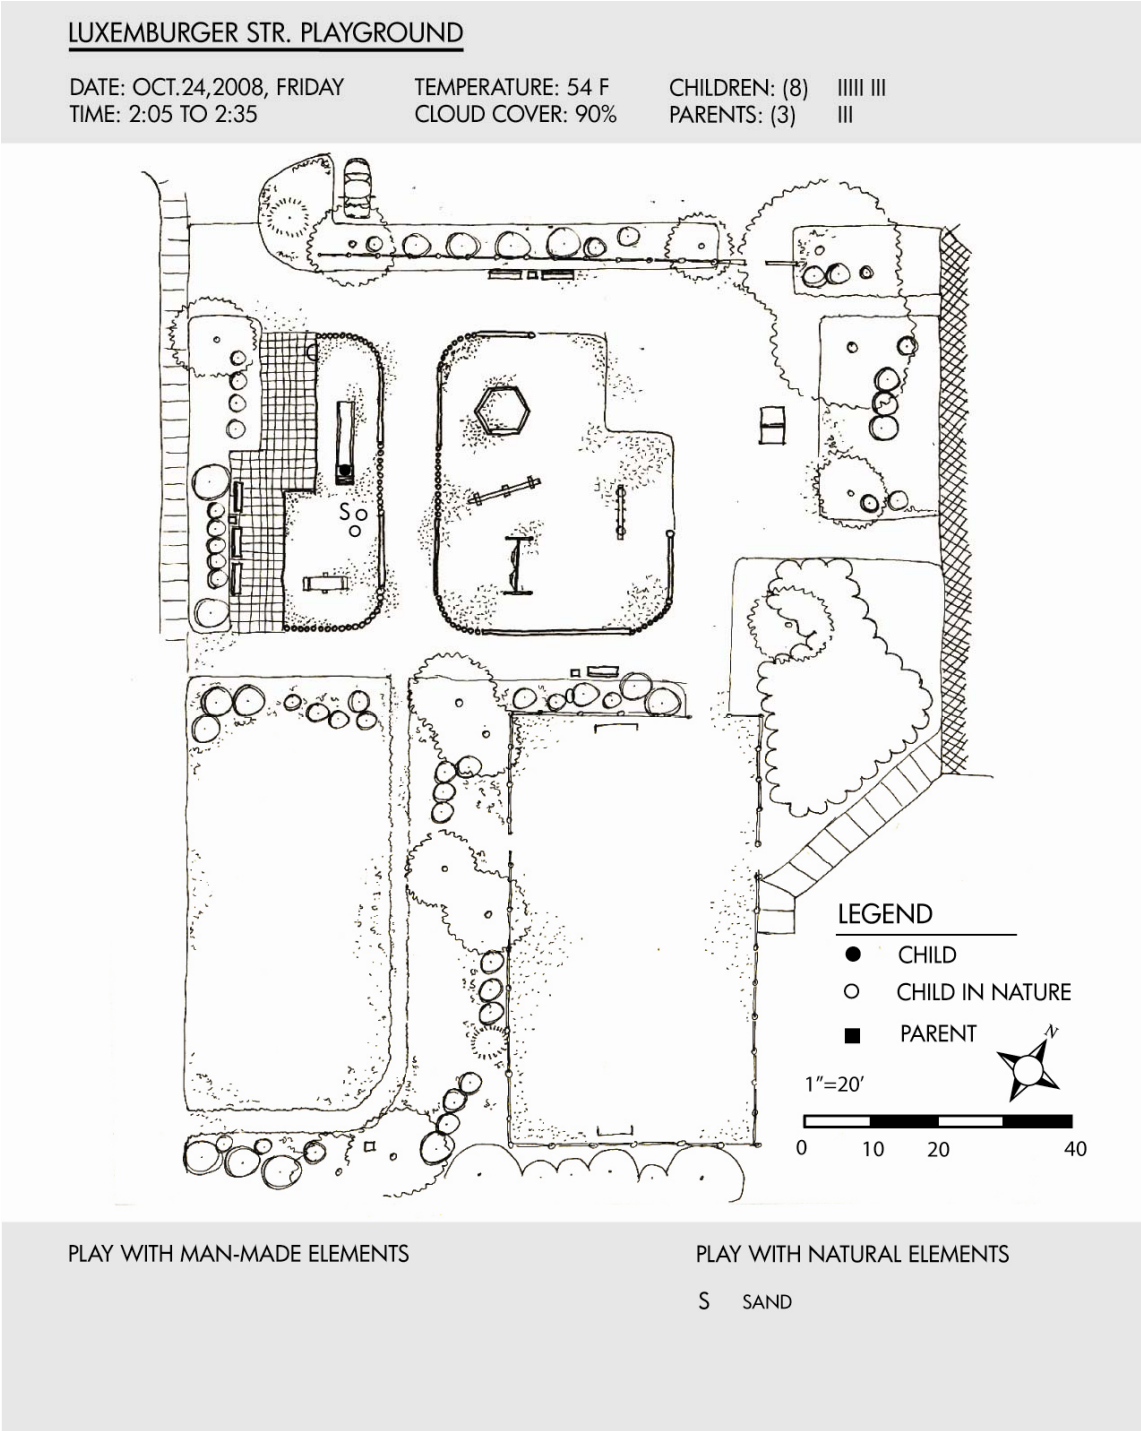 LUXEMBURGER STR. PLAYGROUND
DATE: OCT.24,2008, FRIDAY
TIME: 2:05 TO 2:35
TEMPERATURE: 54 F
CLOUD COVER: 90%
CHILDREN: (8) IIIII III
PARENTS: (3) III
S
LEGEND
CHILD
CHILD IN NATURE
PARENT
N
1"=20'
0 10 20 40
PLAY WITH MAN-MADE ELEMENTS
PLAY WITH NATURAL ELEMENTS
S SAND